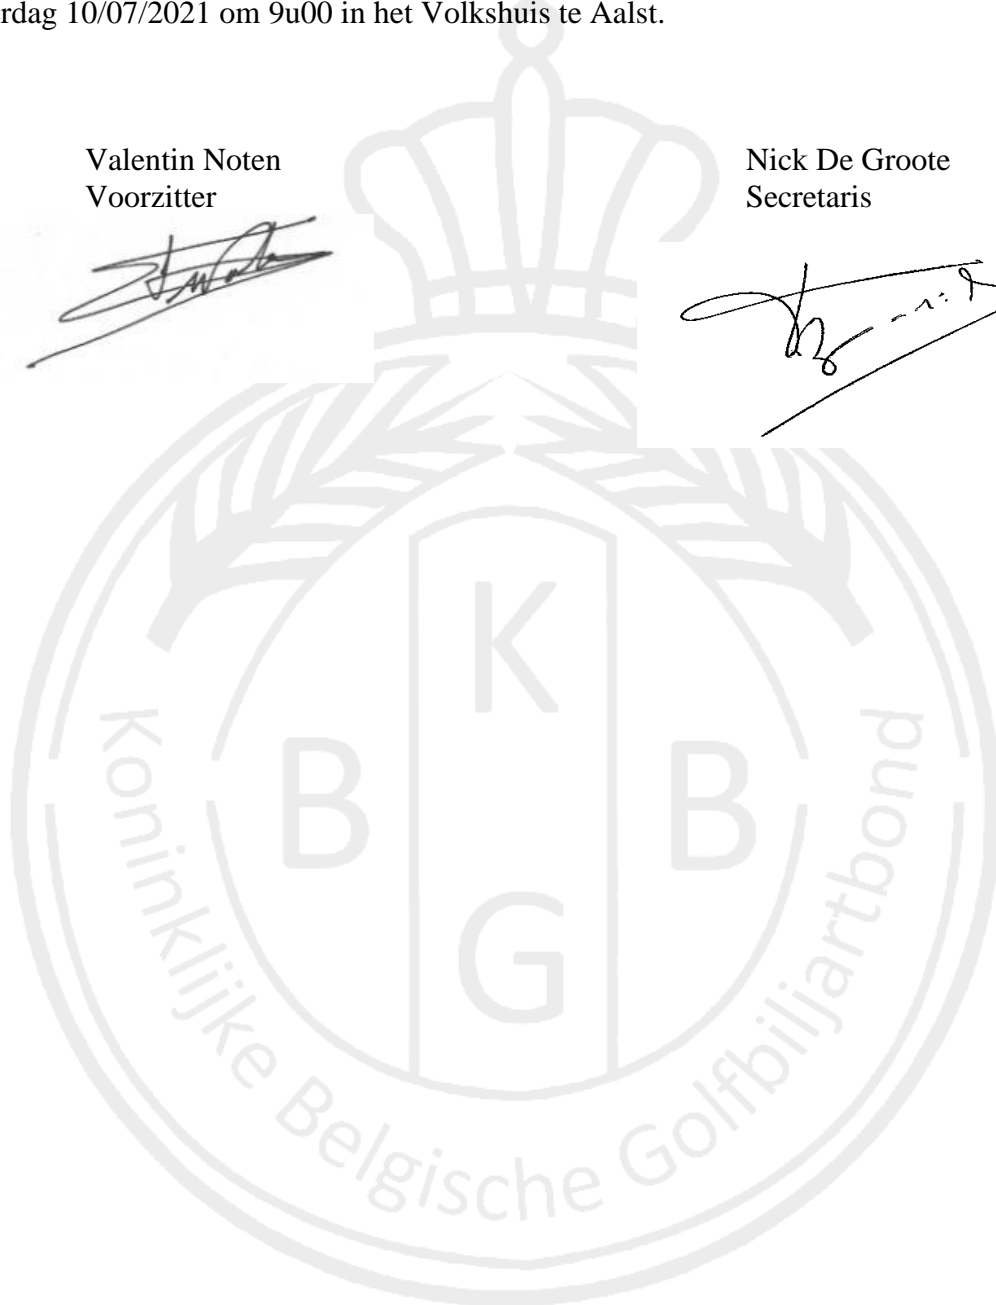 rdag 10/07/2021 om 9u00 in het Volkshuis te Aalst.
Valentin Noten
Voorzitter
Nick De Groote
Secretaris
K
B B
G
Koninklijke Belgische Golfbiljartbond